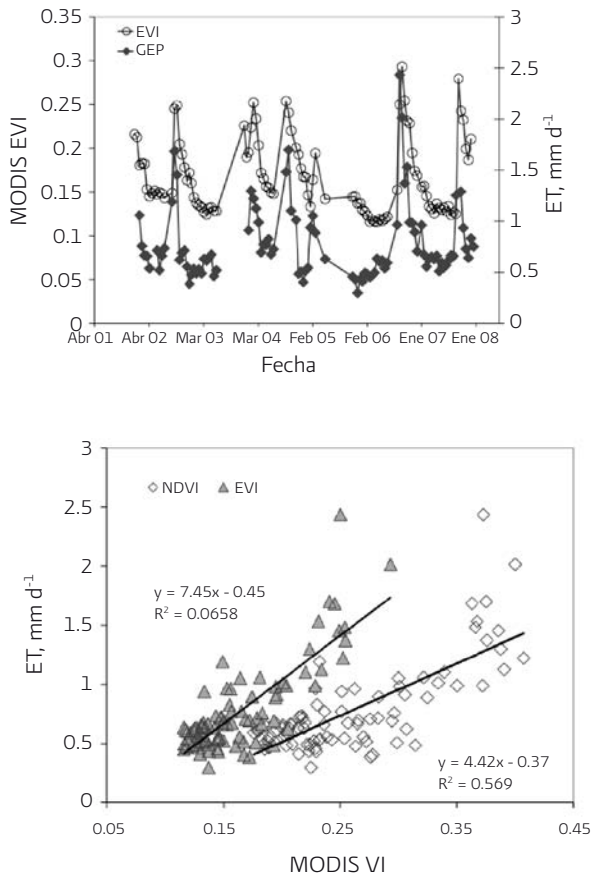 0.35
0.3
0.25
0.2
0.15
0.1
0.05
0
MODIS EVI
EVI
GEP
3
2.5
2
1.5
1
0.5
0
ET, mm d-1
Abr 01 Abr 02 Mar 03 Mar 04 Feb 05 Feb 06 Ene 07 Ene 08
Fecha
3
2.5
2
1.5
1
0.5
0
ET, mm d-1
NDVI EVI
y = 7.45x - 0.45
R2 = 0.0658
y = 4.42x - 0.37
R2 = 0.569
0.05 0.15 0.25 0.35 0.45
MODIS VI